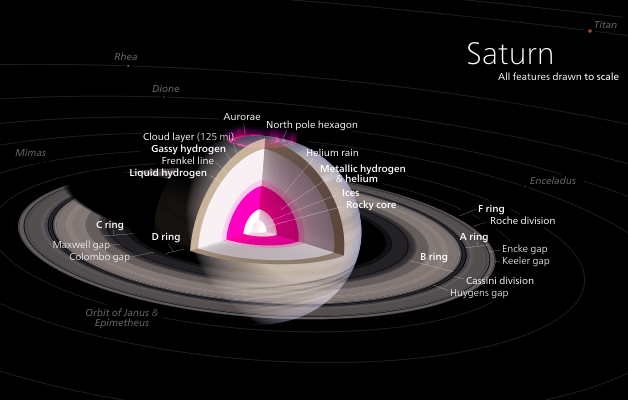 Titan
Saturn
All features drawn to scale
Rhea
Dione
Aurorae
North pole hexagon
Cloud layer (125 mi)
Gassy hydrogen
Frenkel line
Liquid hydrogen
Helium rain
Metallic hydrogen
& helium
Ices
Rocky core
Mimas
Enceladus
F ring
Roche division
C ring
D ring
A ring
Maxwell gap
Colombo gap
Encke gap
Keeler gap
B ring
Cassini division
Huygens gap
Orbit of Janus &
Epimetheus